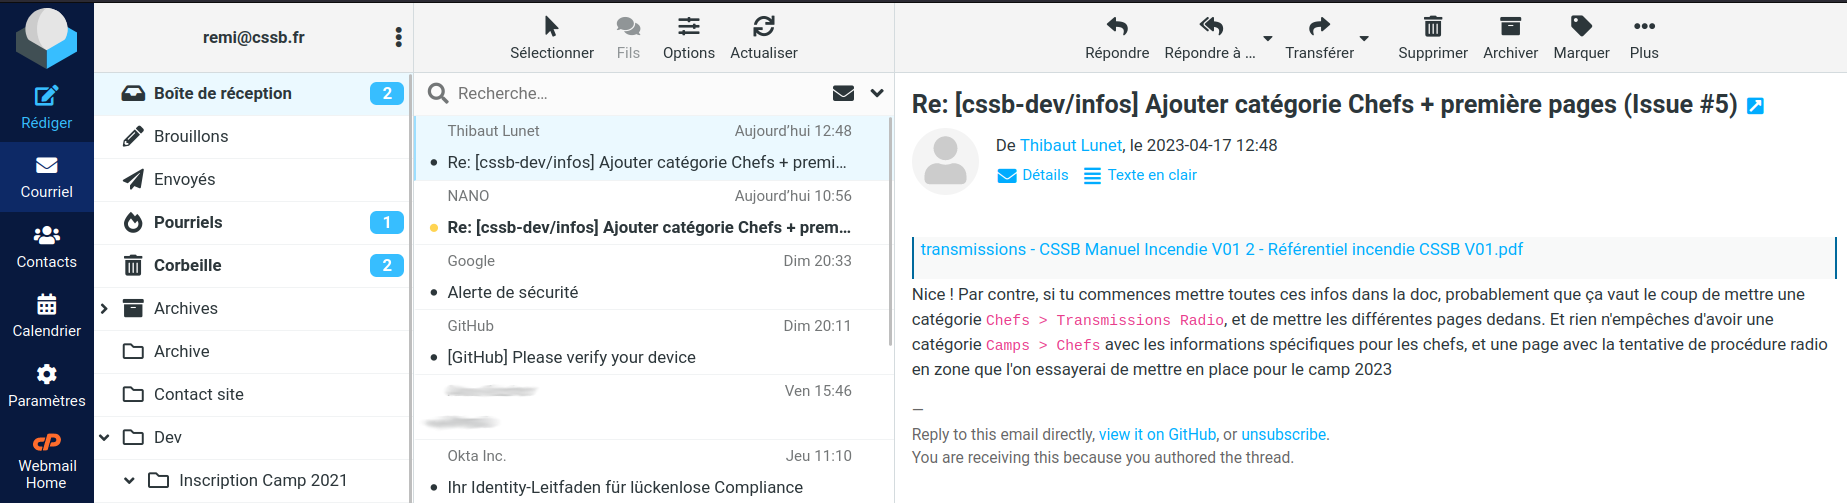 remi@cssb.fr
Rédiger
Courriel
Contacts
Calendrier
Paramètres
cP
Webmail
Home
Boîte de réception 2
Brouillons
Envoyés
Pourriels 1
Corbeille 2
Archives
Archive
Contact site
Dev
Inscription Camp 2021
Sélectionner Fils Options Actualiser
Recherche...
Thibaut Lunet Aujourd'hui 12:48
Re: [cssb-dev/infos] Ajouter catégorie Chefs + premi...
NANO Aujourd'hui 10:56
Re: [cssb-dev/infos] Ajouter catégorie Chefs + prem...
Google Dim 20:33
Alerte de sécurité
GitHub Dim 20:11
[GitHub] Please verify your device
Ven 15:46
Okta Inc. Jeu 11:10
Ihr Identity-Leitfaden für lückenlose Compliance
Répondre Répondre à ... Transférer Supprimer Archiver Marquer Plus
Re: [cssb-dev/infos] Ajouter catégorie Chefs + première pages (Issue #5)
De Thibaut Lunet, le 2023-04-17 12:48
Détails Texte en clair
transmissions - CSSB Manuel Incendie V01 2 - Référentiel incendie CSSB V01.pdf
Nice ! Par contre, si tu commences mettre toutes ces infos dans la doc, probablement que ça vaut le coup de mettre une
catégorie Chefs > Transmissions Radio, et de mettre les différentes pages dedans. Et rien n'empêches d'avoir une
catégorie Camps > Chefs avec les informations spécifiques pour les chefs, et une page avec la tentative de procédure radio
en zone que l'on essayerai de mettre en place pour le camp 2023
—
Reply to this email directly, view it on GitHub, or unsubscribe.
You are receiving this because you authored the thread.